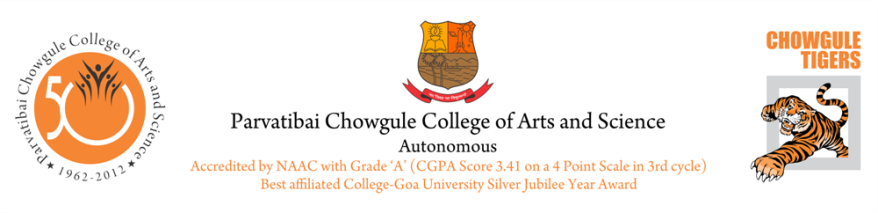 Parvatibai Chowgule College of Arts and Science
50
★ 1962-2012 ★
Parvatibai Chowgule College of Arts and Science
Autonomous
Accredited by NAAC with Grade ‘A’ (CGPA Score 3.41 on a 4 Point Scale in 3rd cycle)
Best affiliated College-Goa University Silver Jubilee Year Award
CHOWGULE
TIGERS